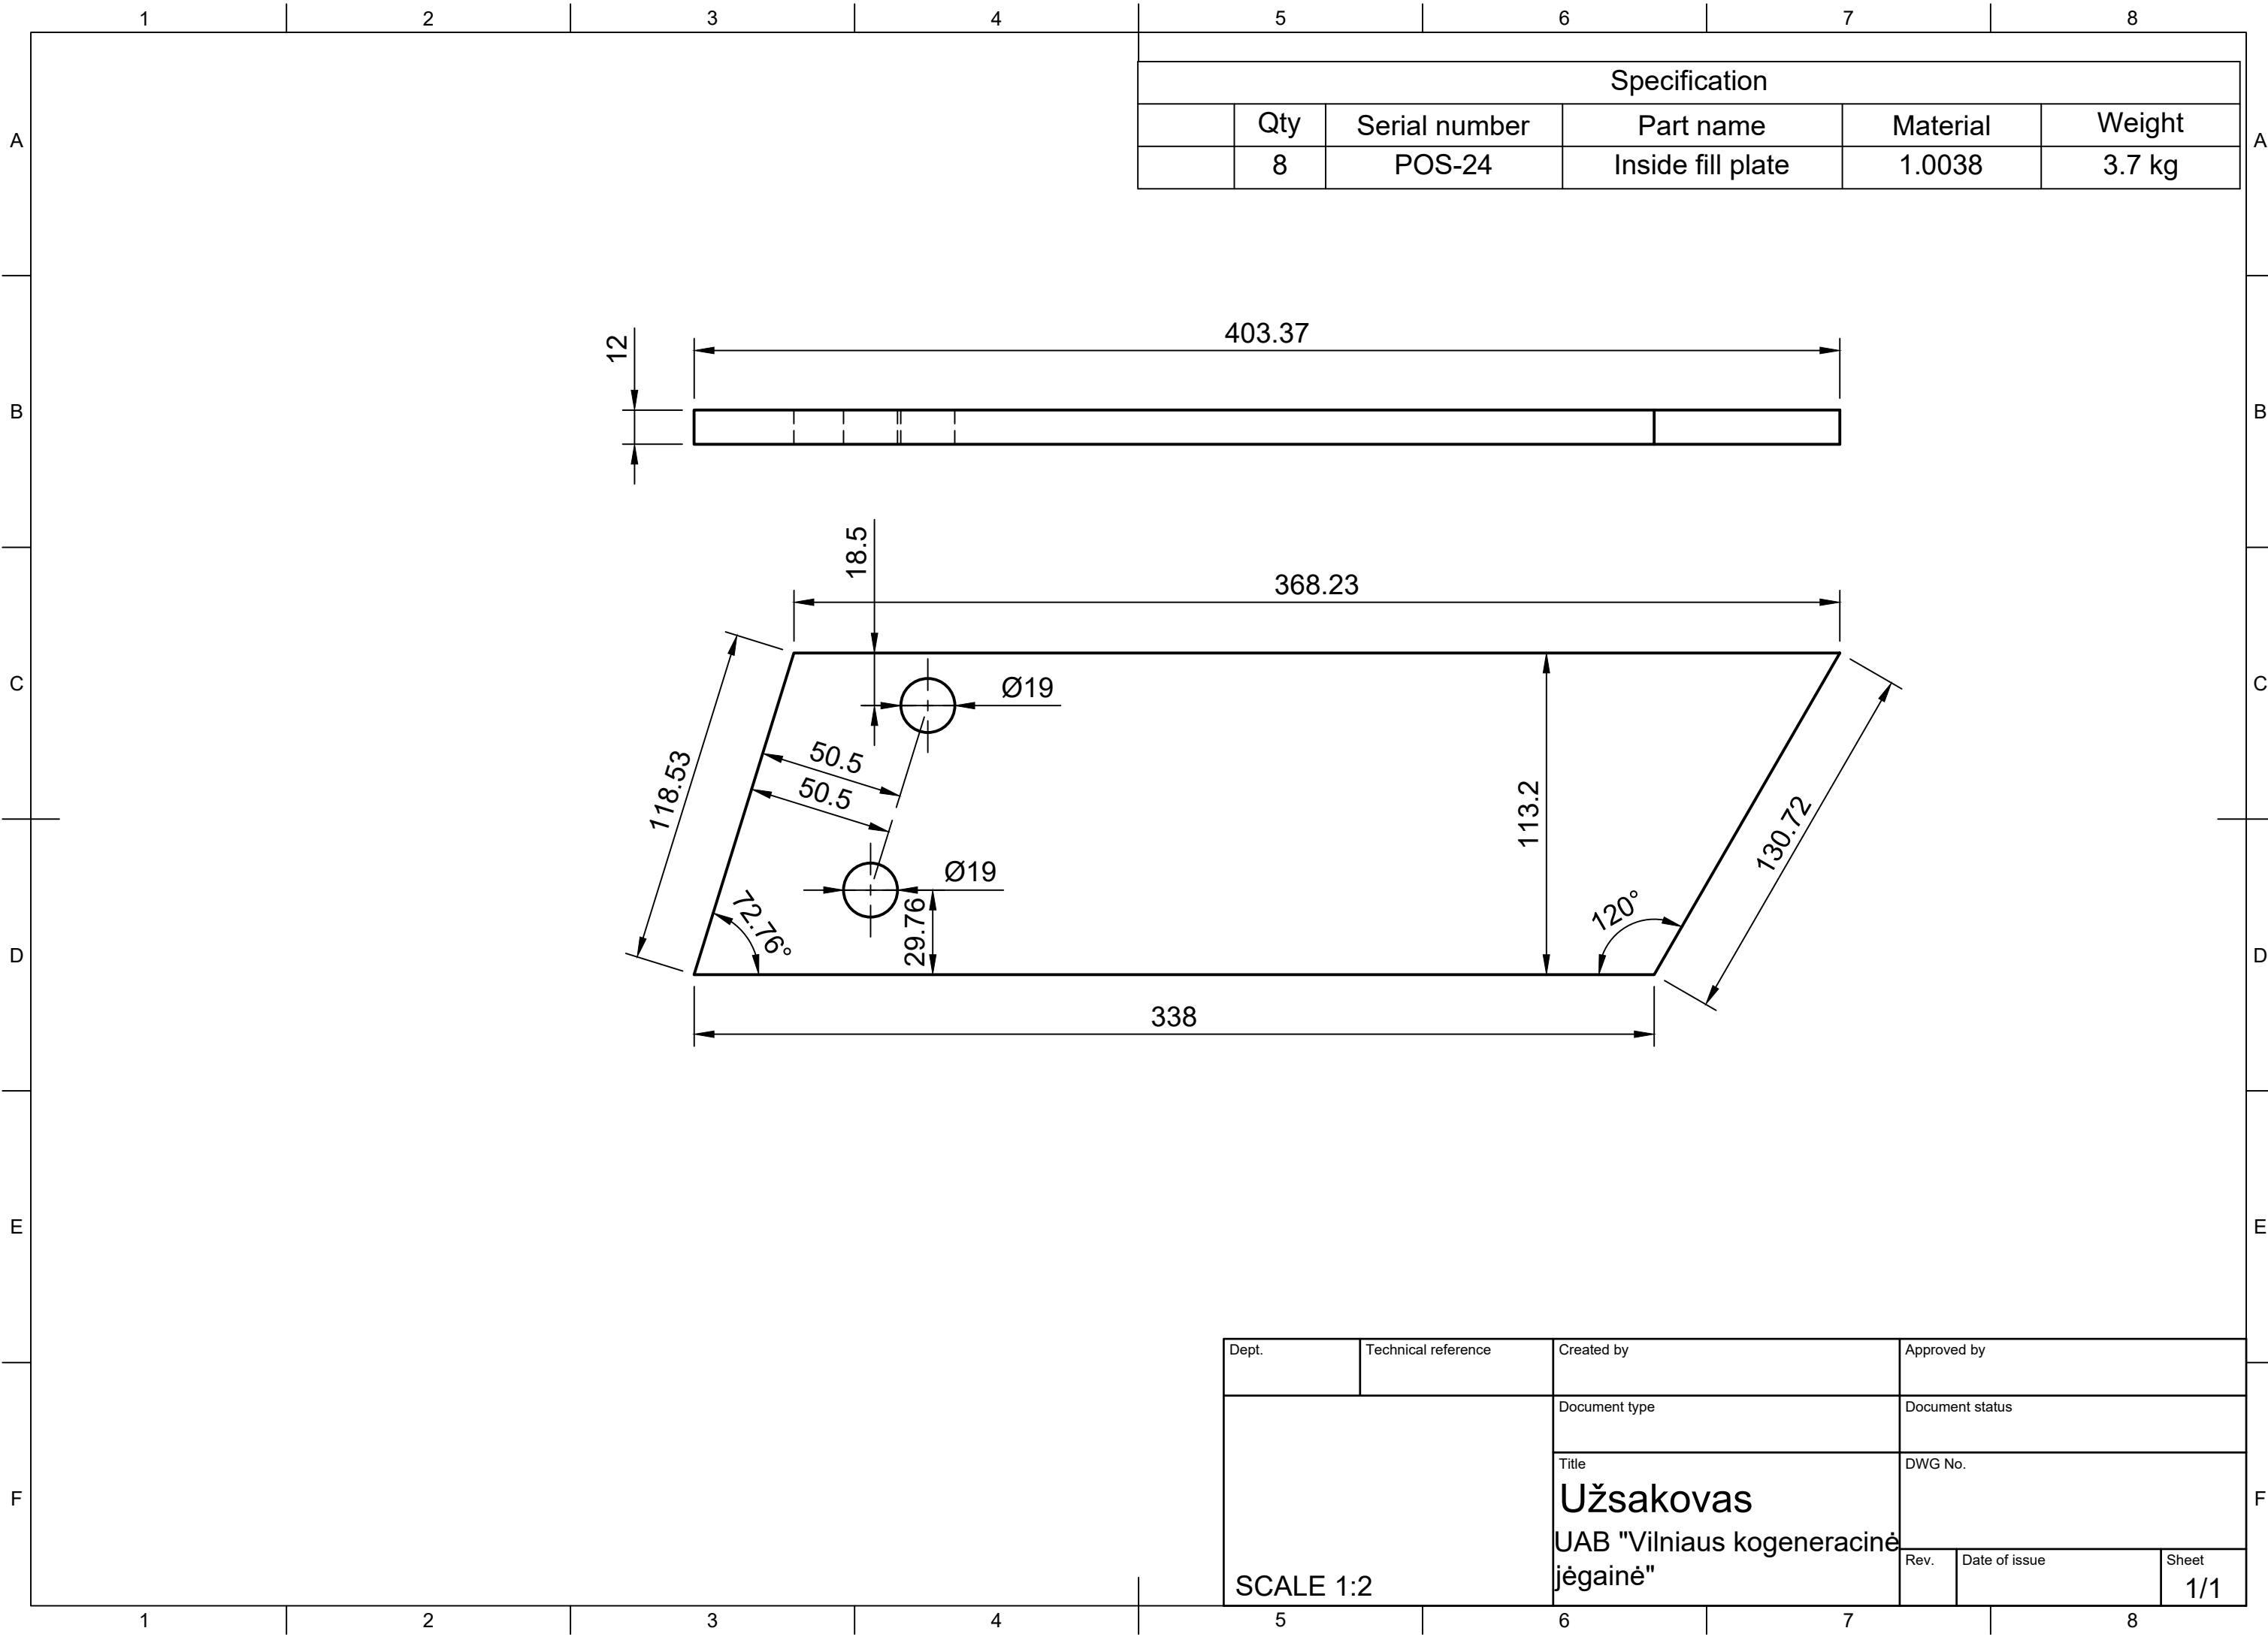 1 2 3 4 5 6 7 8
Specification
Qty Serial number Part name Material Weight
8 POS-24 Inside fill plate 1.0038 3.7 kg
A A
12
403.37
B B
18.5
368.23
C C
Ø19
50.5
50.5
118.53
113.2
130.72
Ø19
72.76°
29.76
120°
D D
338
E E
Dept. Technical reference Created by Approved by
Document type Document status
Title DWG No.
Užsakovas
F F
UAB "Vilniaus kogeneracinė
jėgainė"
Rev. Date of issue Sheet
SCALE 1:2 1/1
1 2 3 4 5 6 7 8